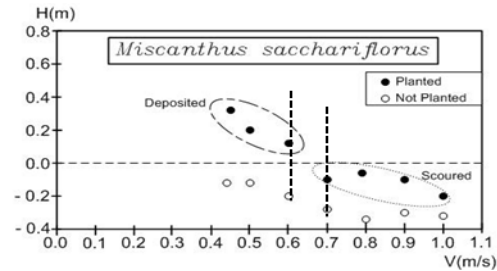 H(m)
0.8
Miscanthus sacchariflorus
0.6
Planted
Not Planted
0.4
Deposited
0.2
0.0
Scoured
- 0.2
- 0.4
0.0 0.1 0.2 0.3 0.4 0.5 0.6 0.7 0.8 0.9 1.0 1.1
V(m/s)